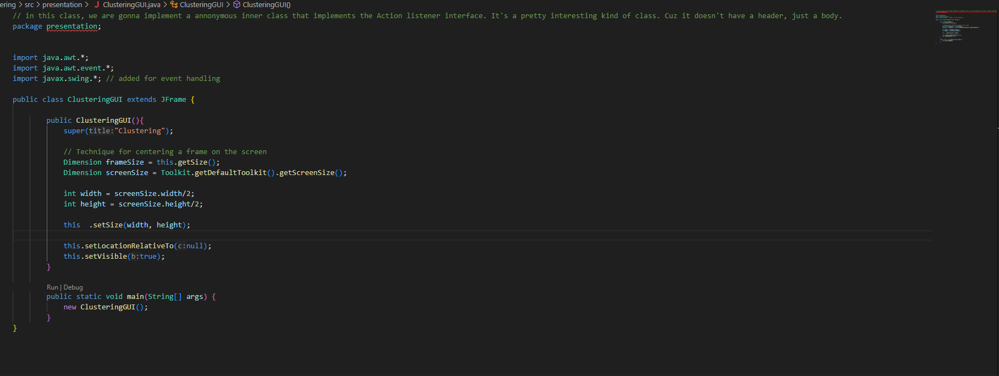 ering > src > presentation > J ClusteringGUI.java > ClusteringGUI > ClusteringGUI()
// in this class, we are gonna implement a annonymous inner class that implements the Action listener interface. It's a pretty interesting kind of class. Cuz it doesn't have a header, just a body.
package presentation;
import java.awt.*;
import java.awt.event.*;
import javax.swing.*; // added for event handling
public class ClusteringGUI extends JFrame {
public ClusteringGUI(){
super(title:"Clustering");
// Technique for centering a frame on the screen
Dimension frameSize = this.getSize();
Dimension screenSize = Toolkit.getDefaultToolkit().getScreenSize();
int width = screenSize.width/2;
int height = screenSize.height/2;
this  .setSize(width, height);
this.setLocationRelativeTo(c:null);
this.setVisible(b:true);
}
Run | Debug
public static void main(String[] args) {
new ClusteringGUI();
}
}